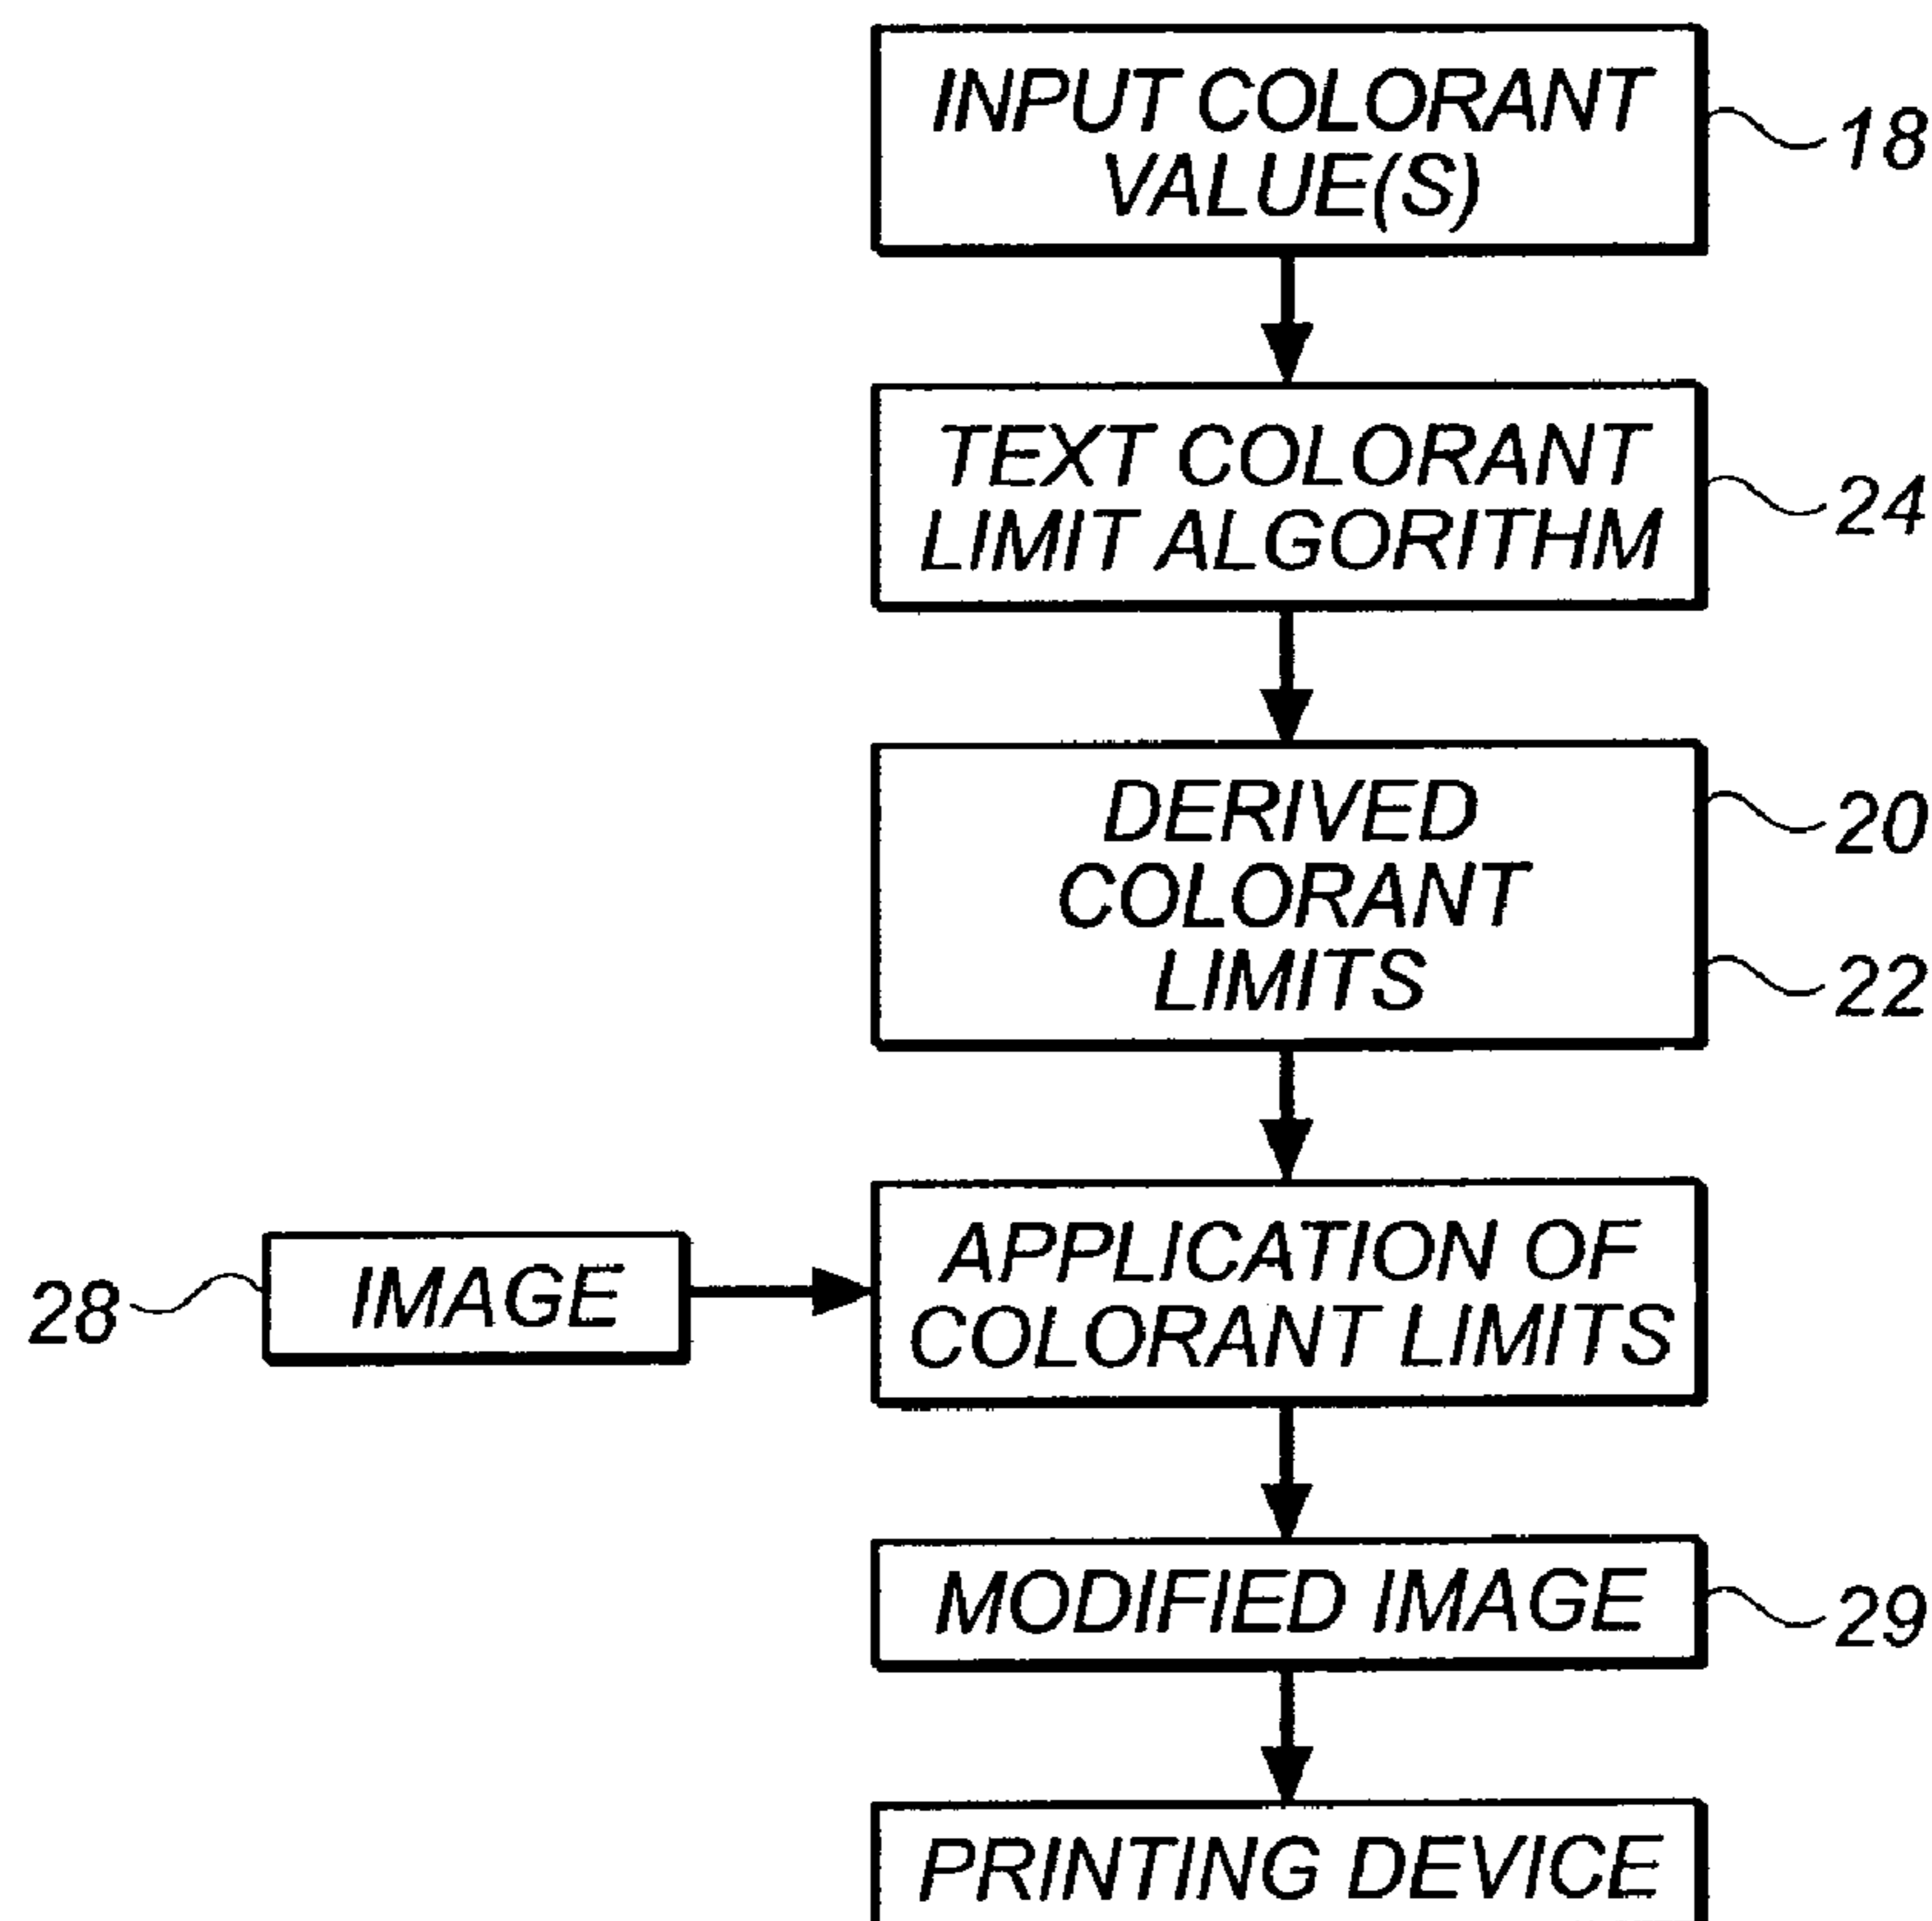 INPUT COLORANT
VALUE(S)
18
TEXT COLORANT
LIMIT ALGORITHM
24
DERIVED
COLORANT
LIMITS
20
22
28
IMAGE
APPLICATION OF
COLORANT LIMITS
MODIFIED IMAGE
29
PRINTING DEVICE